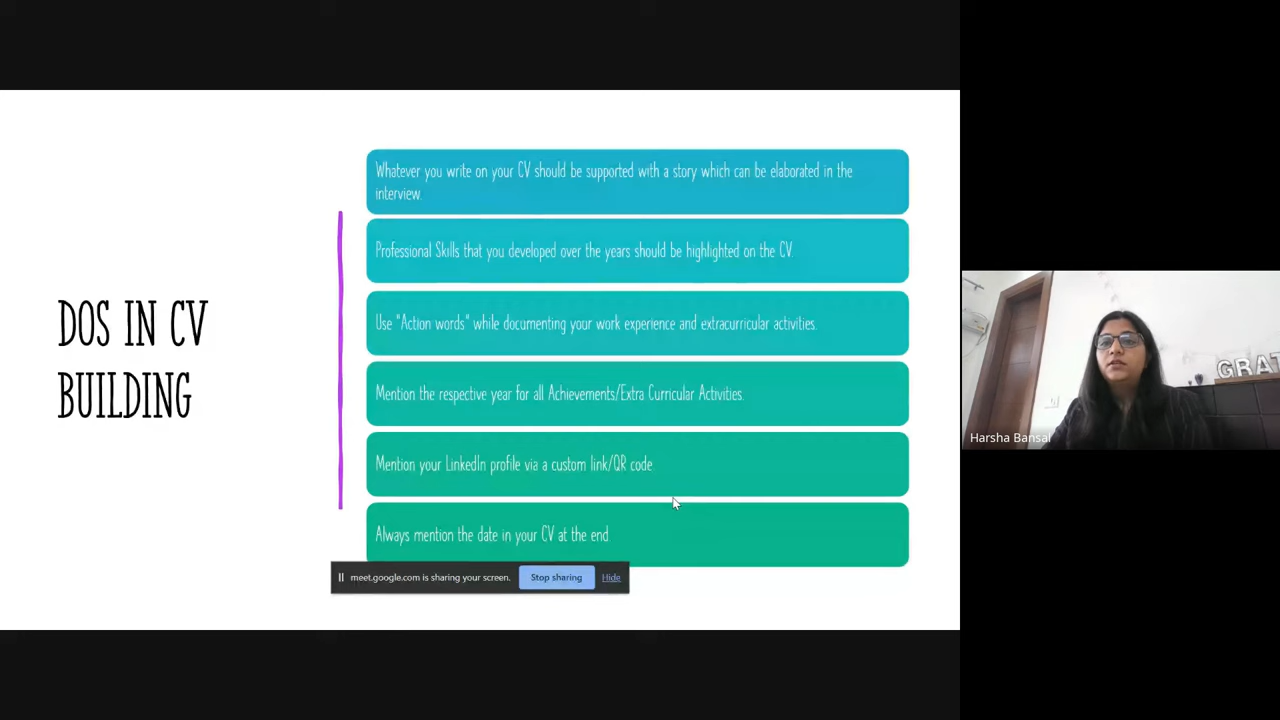 DOS IN CV
BUILDING
Whatever you write on your CV should be supported with a story which can be elaborated in the
interview.
Professional Skills that you developed over the years should be highlighted on the CV.
Use "Action words" while documenting your work experience and extracurricular activities.
Mention the respective year for all Achievements/Extra Curricular Activities.
Mention your LinkedIn profile via a custom link/QR code
Always mention the date in your CV at the end
meet.google.com is sharing your screen.
Stop sharing
Hide
GRAT
Harsha Bansal